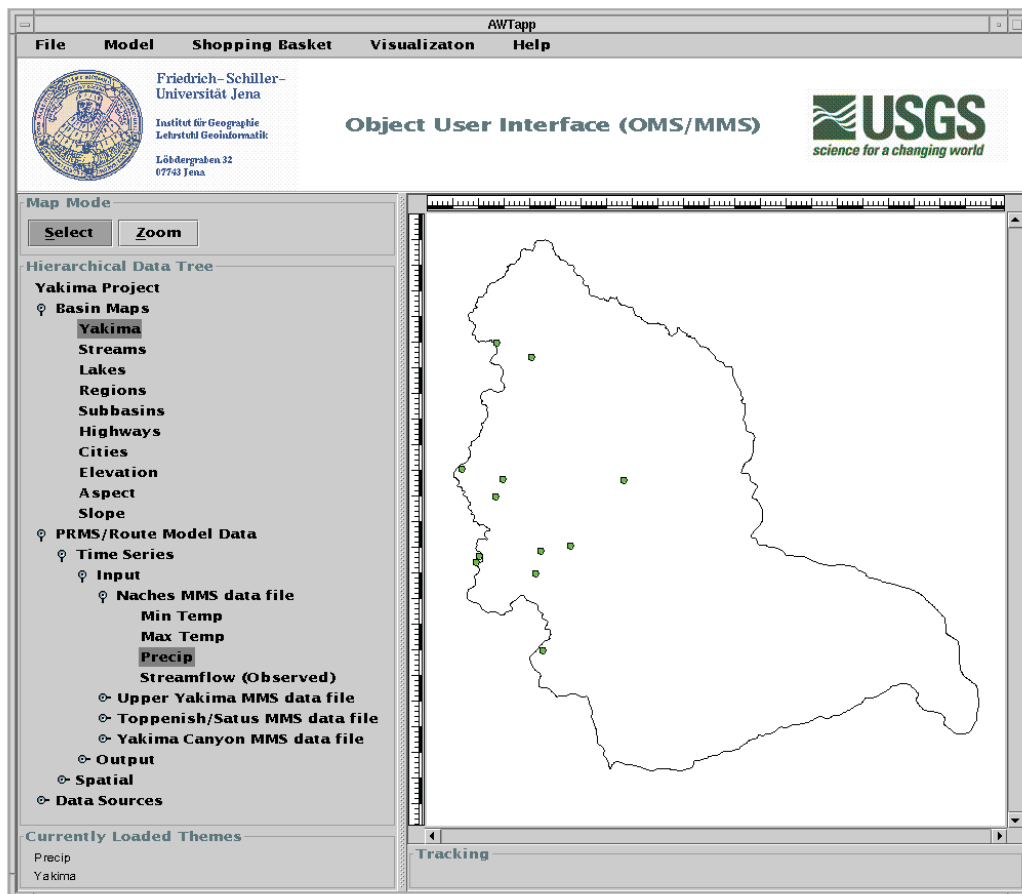 AWTapp
File Model Shopping Basket Visualizaton Help
Friedrich-Schiller-
Universität Jena
Institut für Geographie
Lehrstuhl Geoinformatik
Löbdergraben 32
07743 Jena
Object User Interface (OMS/MMS)
USGS
science for a changing world
Map Mode
Select Zoom
Hierarchical Data Tree
Yakima Project
Basin Maps
Yakima
Streams
Lakes
Regions
Subbasins
Highways
Cities
Elevation
Aspect
Slope
PRMS/Route Model Data
Time Series
Input
Naches MMS data file
Min Temp
Max Temp
Precip
Streamflow (Observed)
Upper Yakima MMS data file
Toppenish/Satus MMS data file
Yakima Canyon MMS data file
Output
Spatial
Data Sources
Currently Loaded Themes
Precip
Yakima
Tracking